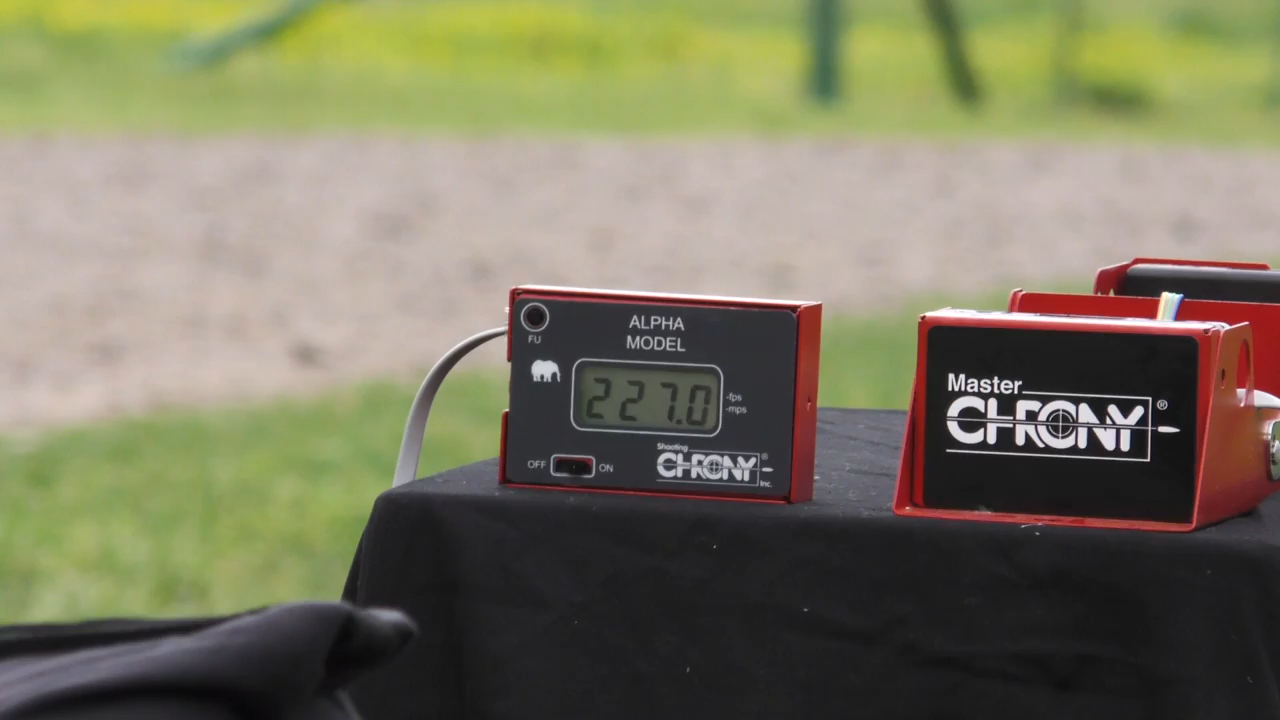 FU
ALPHA
MODEL
227.0
-fps
-mps
OFF
ON
Shooting
CHRONY®
Inc.
Master
CHRONY®